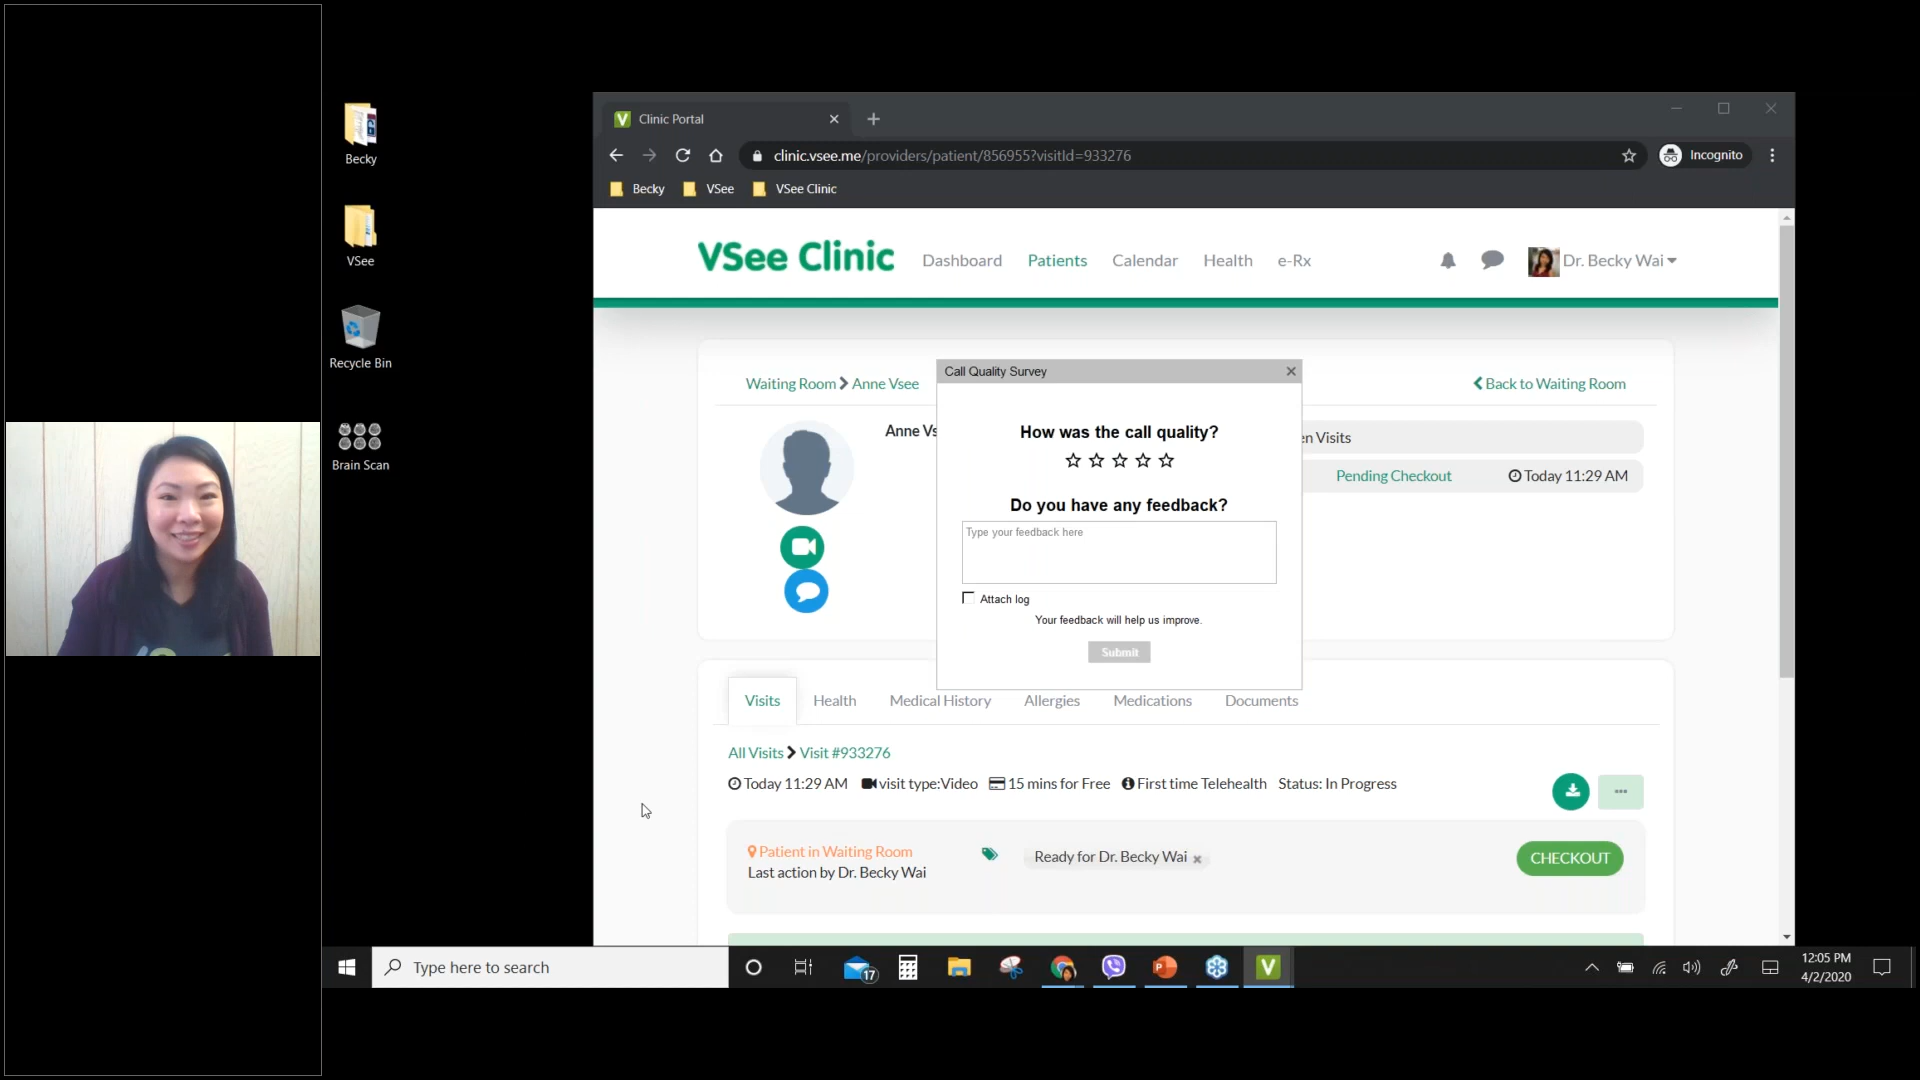 Becky
VSee
Recycle Bin
Brain Scan
Clinic Portal
clinic.vsee.me/providers/patient/856955?visitId=933276
Incognito
Becky VSee VSee Clinic
VSee Clinic Dashboard Patients Calendar Health e-Rx Dr. Becky Wai
Waiting Room Anne Vsee
Back to Waiting Room
Anne Vs
en Visits
Pending Checkout Today 11:29 AM
Call Quality Survey
How was the call quality?
Do you have any feedback?
Type your feedback here
Attach log
Your feedback will help us improve.
Submit
Visits Health Medical History Allergies Medications Documents
All Visits Visit #933276
Today 11:29 AM visit type:Video 15 mins for Free First time Telehealth Status: In Progress
Patient in Waiting Room
Last action by Dr. Becky Wai
Ready for Dr. Becky Wai
CHECKOUT
Type here to search
17
12:05 PM
4/2/2020